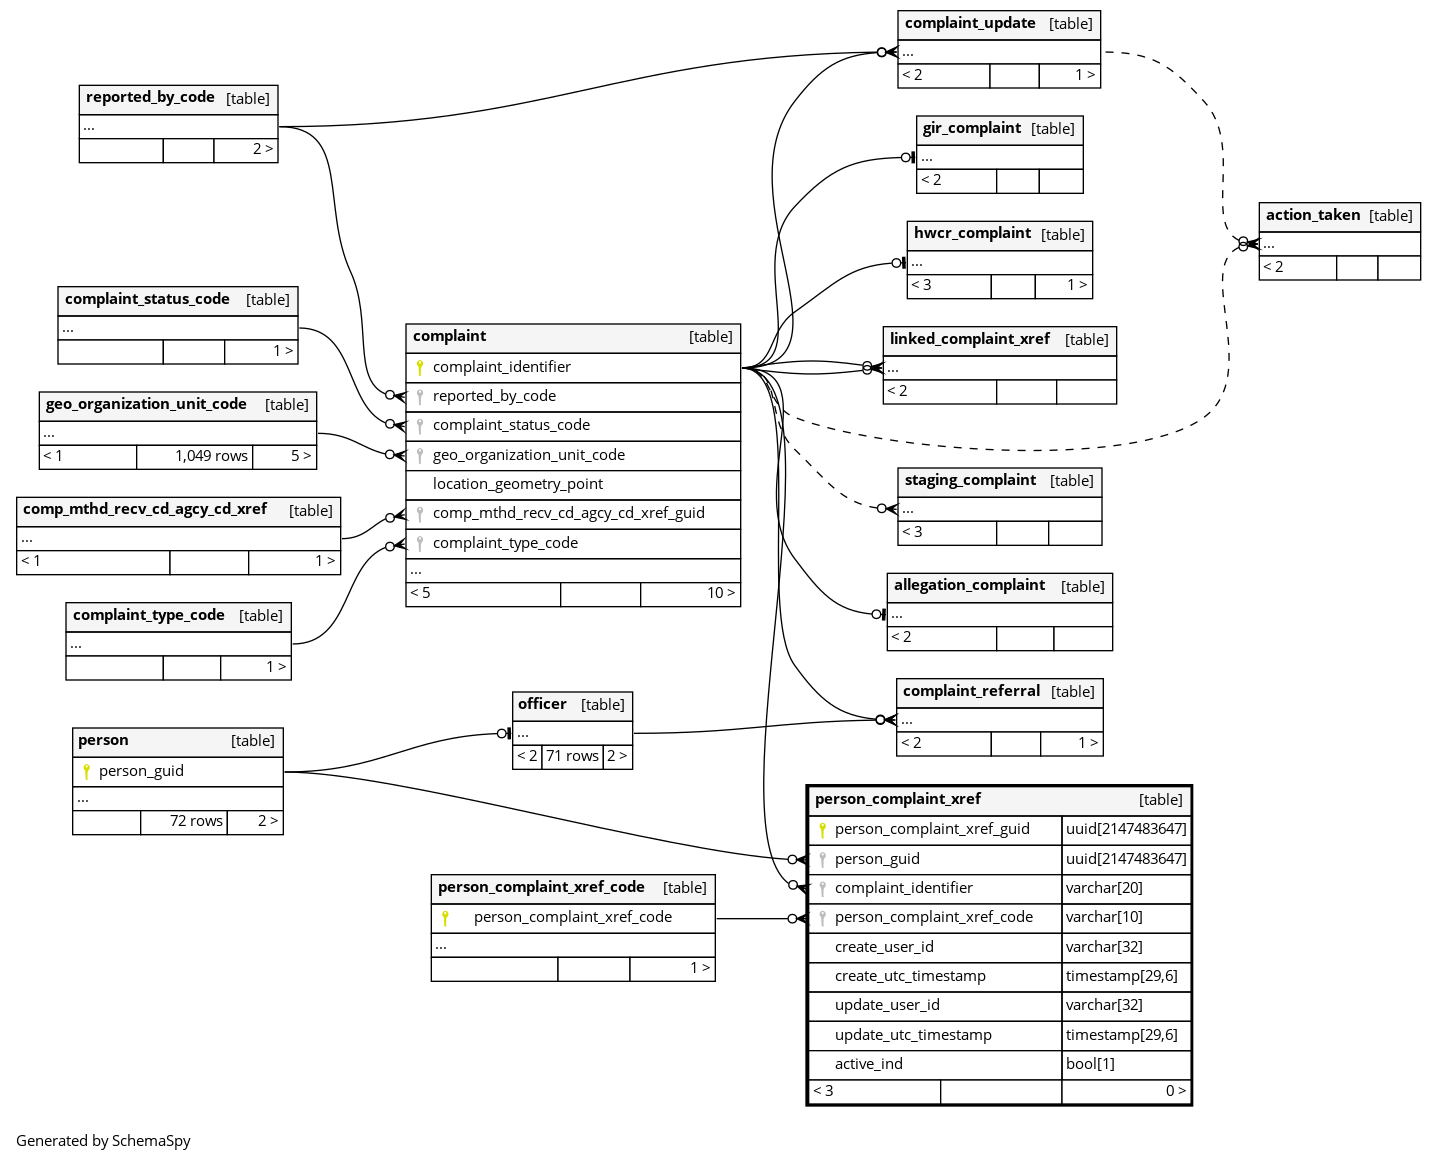 complaint_update [table]
...
< 2 1 >
reported_by_code [table]
...
2 >
gir_complaint [table]
...
< 2
action_taken [table]
...
< 2
hwcr_complaint [table]
...
< 3 1 >
complaint_status_code [table]
...
1 >
complaint [table]
complaint_identifier
reported_by_code
complaint_status_code
geo_organization_unit_code
location_geometry_point
comp_mthd_recv_cd_agcy_cd_xref_guid
complaint_type_code
...
< 5 10 >
linked_complaint_xref [table]
...
< 2
geo_organization_unit_code [table]
...
< 1 1,049 rows 5 >
staging_complaint [table]
...
< 3
comp_mthd_recv_cd_agcy_cd_xref [table]
...
< 1 1 >
allegation_complaint [table]
...
< 2
complaint_type_code [table]
...
1 >
complaint_referral [table]
...
< 2 1 >
officer [table]
...
< 2 71 rows 2 >
person [table]
person_guid
...
72 rows 2 >
person_complaint_xref [table]
person_complaint_xref_guid uuid[2147483647]
person_guid uuid[2147483647]
complaint_identifier varchar[20]
person_complaint_xref_code varchar[10]
create_user_id varchar[32]
create_utc_timestamp timestamp[29,6]
update_user_id varchar[32]
update_utc_timestamp timestamp[29,6]
active_ind bool[1]
< 3 0 >
person_complaint_xref_code [table]
person_complaint_xref_code
...
1 >
Generated by SchemaSpy